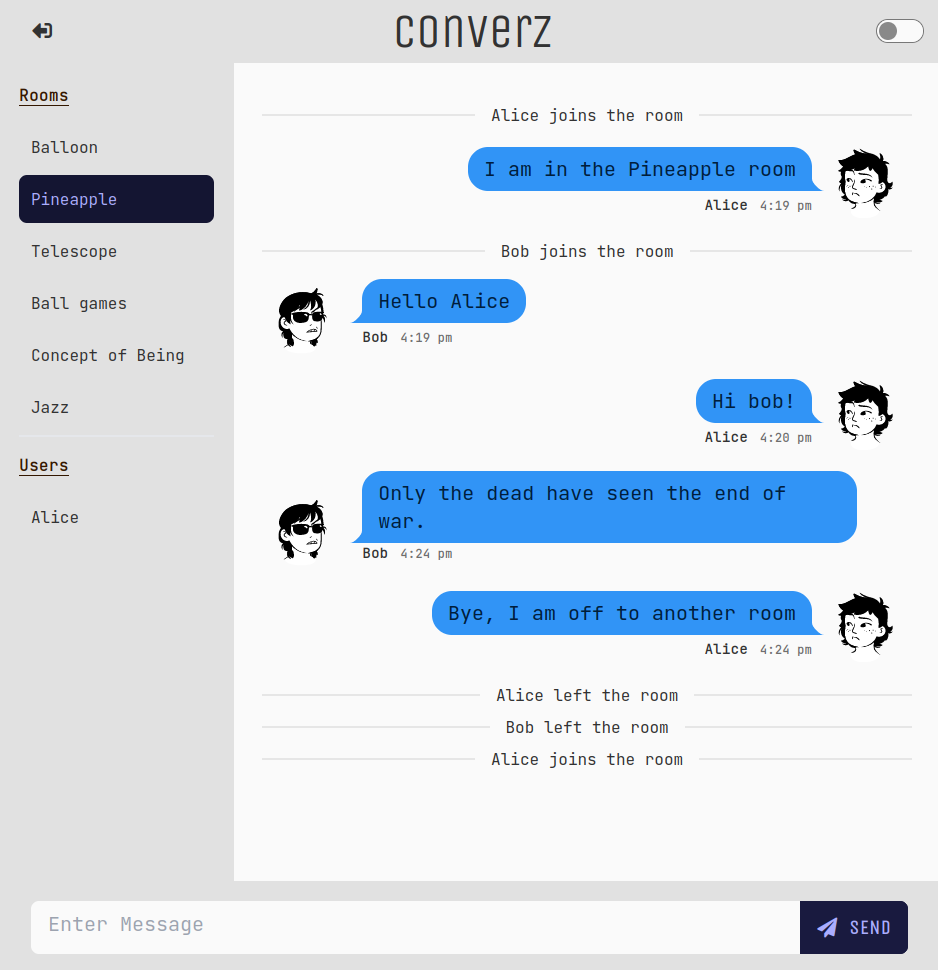 converz
Rooms
Balloon
Pineapple
Telescope
Ball games
Concept of Being
Jazz
Users
Alice
Alice joins the room
I am in the Pineapple room
Alice 4:19 pm
Bob joins the room
Hello Alice
Bob 4:19 pm
Hi bob!
Alice 4:20 pm
Only the dead have seen the end of
war.
Bob 4:24 pm
Bye, I am off to another room
Alice 4:24 pm
Alice left the room
Bob left the room
Alice joins the room
Enter Message
SEND